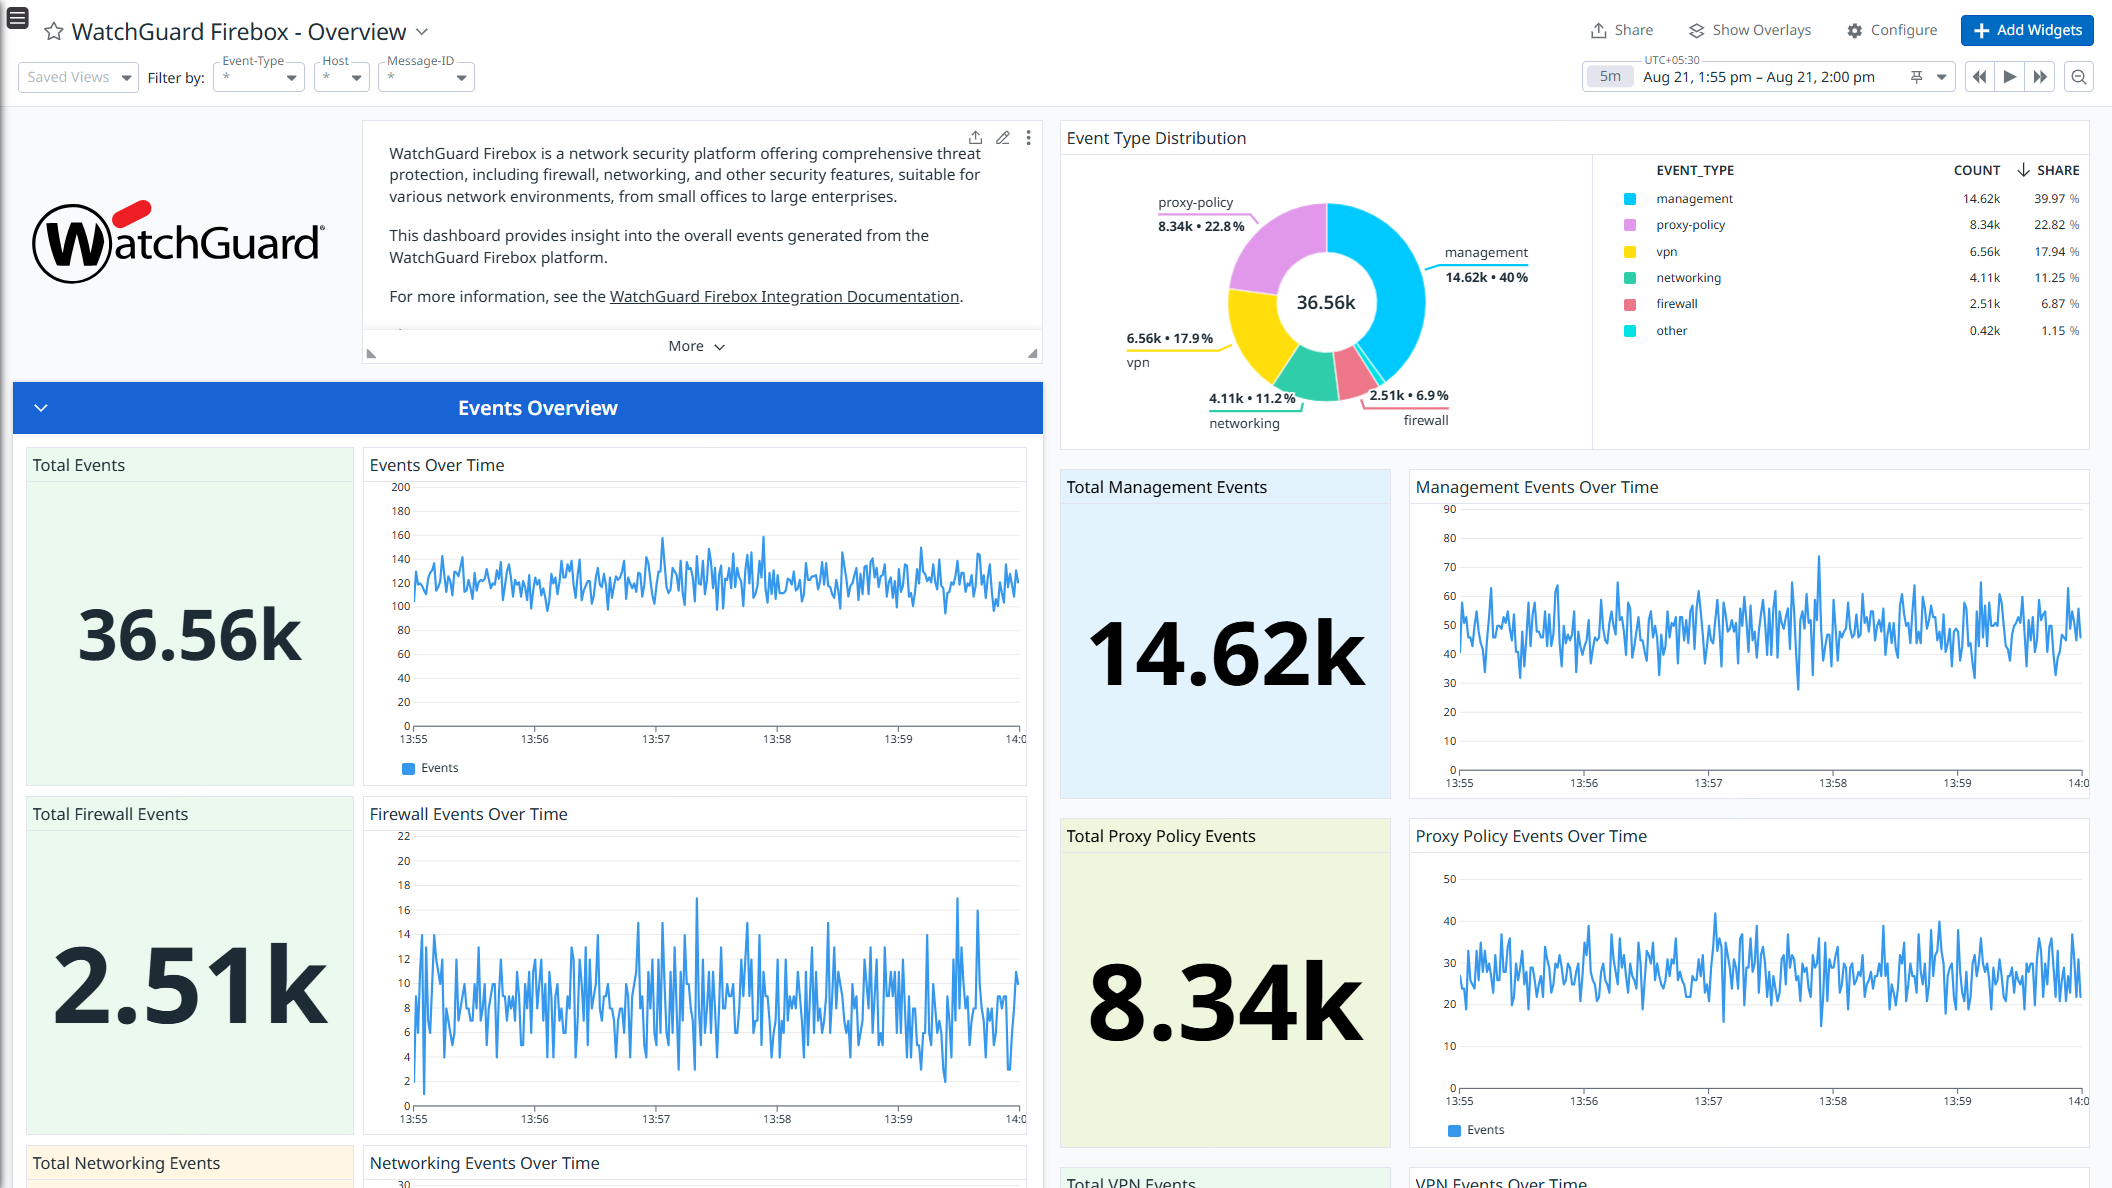 WatchGuard Firebox - Overview
Share
Show Overlays
Configure
Add Widgets
Saved Views
Filter by:
Event-Type
*
Host
*
Message-ID
*
UTC+05:30
5m
Aug 21, 1:55 pm – Aug 21, 2:00 pm
WatchGuard
WatchGuard Firebox is a network security platform offering comprehensive threat
protection, including firewall, networking, and other security features, suitable for
various network environments, from small offices to large enterprises.
This dashboard provides insight into the overall events generated from the
WatchGuard Firebox platform.
For more information, see the WatchGuard Firebox Integration Documentation.
More
Event Type Distribution
proxy-policy
8.34k • 22.8%
management
14.62k • 40%
36.56k
6.56k • 17.9%
vpn
4.11k • 11.2%
networking
2.51k • 6.9%
firewall
EVENT_TYPE COUNT SHARE
management 14.62k 39.97 %
proxy-policy 8.34k 22.82 %
vpn 6.56k 17.94 %
networking 4.11k 11.25 %
firewall 2.51k 6.87 %
other 0.42k 1.15 %
Events Overview
Total Events
36.56k
Events Over Time
200
180
160
140
120
100
80
60
40
20
0
13:55 13:56 13:57 13:58 13:59 14:0
Events
Total Management Events
14.62k
Management Events Over Time
90
80
70
60
50
40
30
20
10
0
13:55 13:56 13:57 13:58 13:59 14:0
Total Firewall Events
2.51k
Firewall Events Over Time
22
20
18
16
14
12
10
8
6
4
2
0
13:55 13:56 13:57 13:58 13:59 14:0
Total Proxy Policy Events
8.34k
Proxy Policy Events Over Time
50
40
30
20
10
0
13:55 13:56 13:57 13:58 13:59 14:0
Events
Total Networking Events
Networking Events Over Time
30
Total VPN Events
VPN Events Over Time